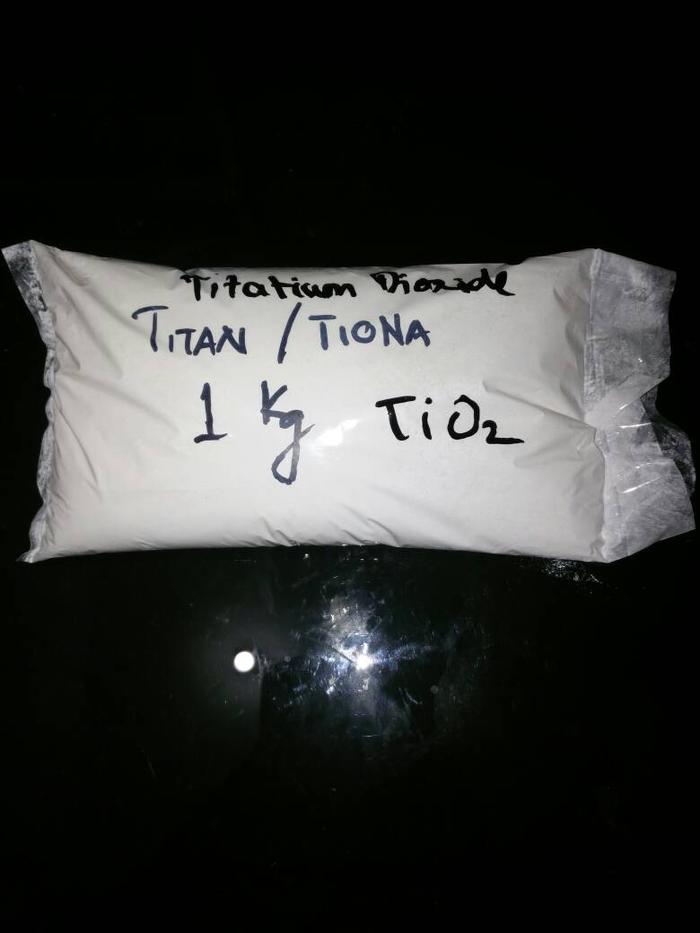 Titatium Dioxide
TITAN / TIONA
1 Kg TiO2